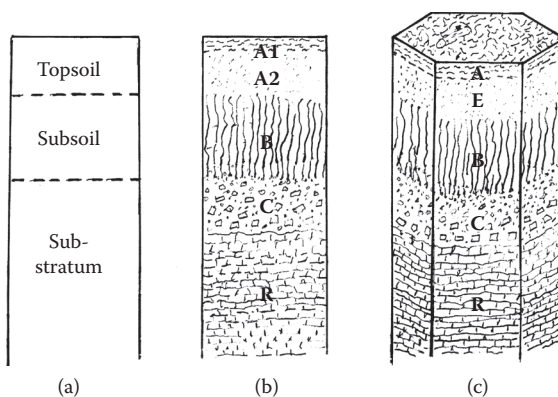 Topsoil
Subsoil
Sub-
stratum
(a)
A1
A2
B
C
R
(b)
A
E
B
C
R
(c)